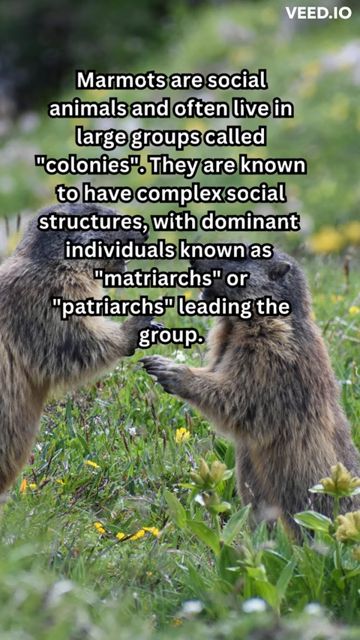 VEED.IO
Marmots are social
animals and often live in
large groups called
"colonies". They are known
to have complex social
structures, with dominant
individuals known as
"matriarchs" or
"patriarchs" leading the
group.